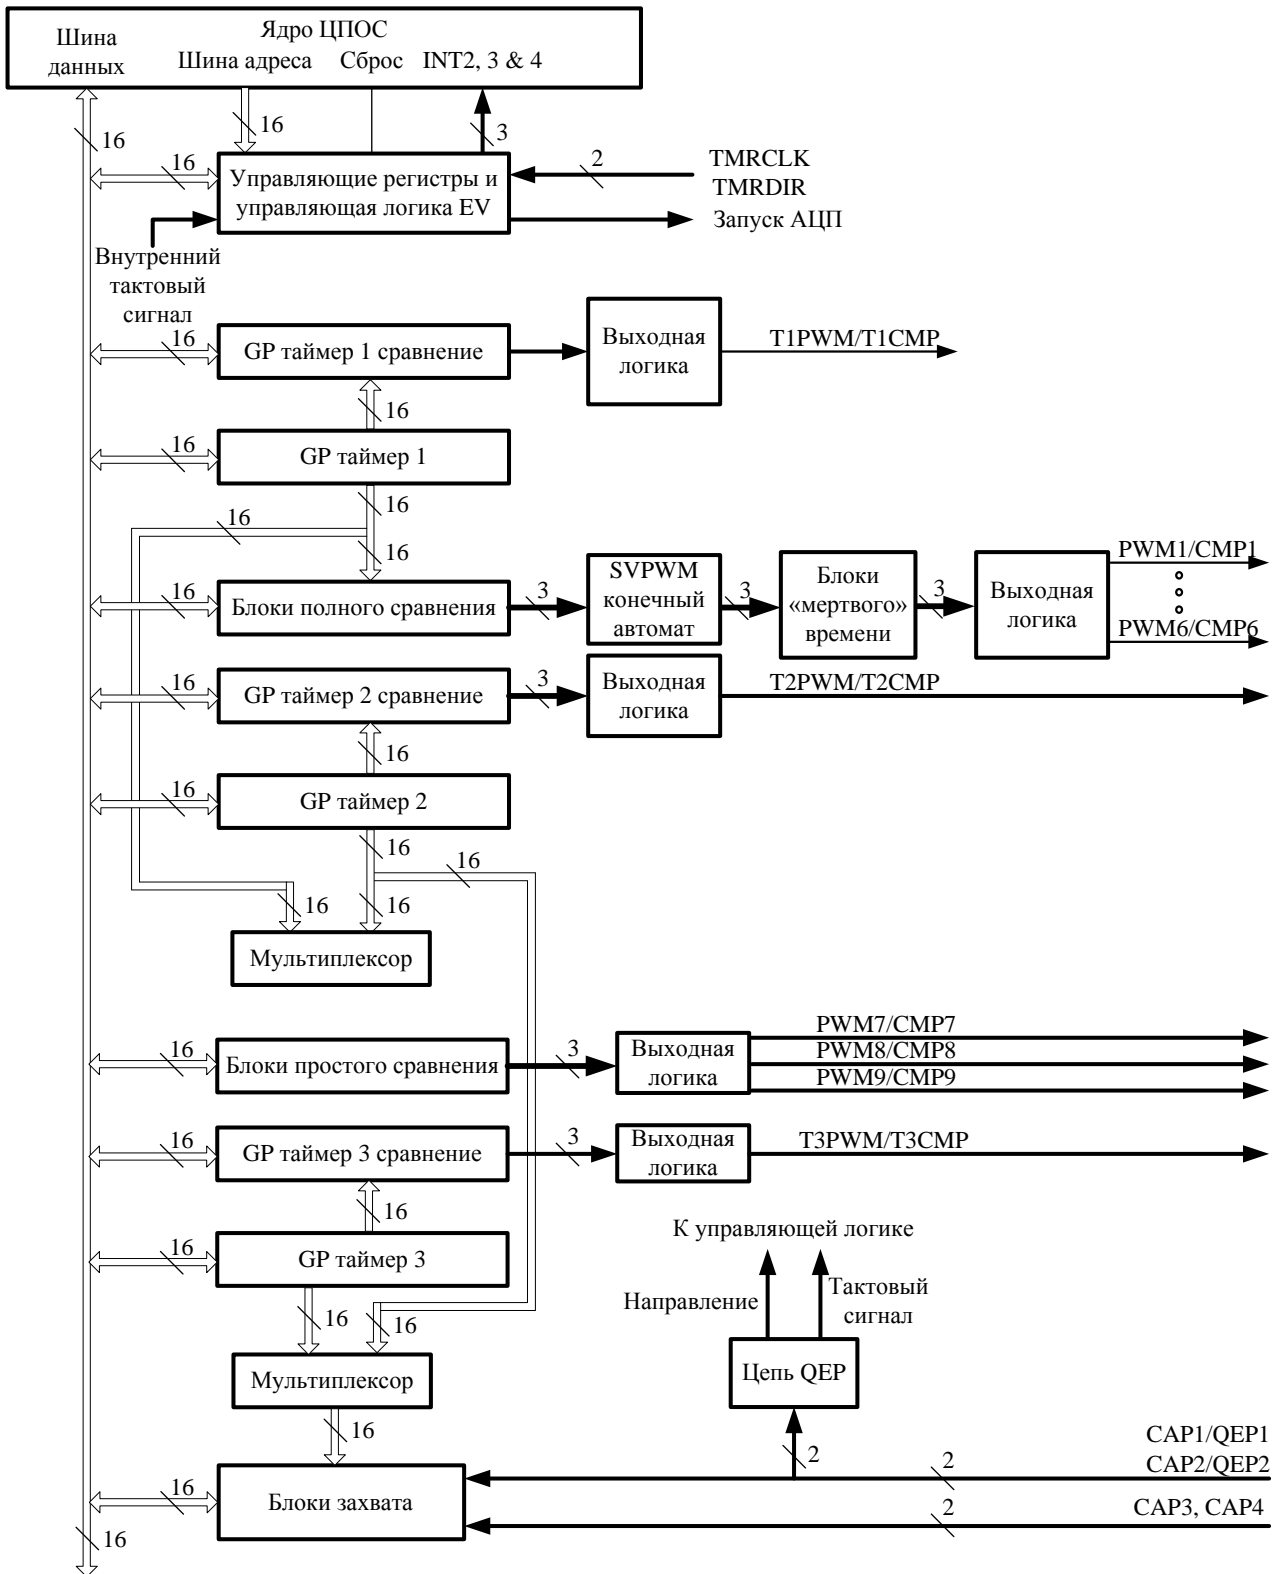 Ядро ЦПОС
Шина
данных
Шина адреса
Сброс
INT2, 3 & 4
16
16
3
16
2
TMRCLK
TMRDIR
Управляющие регистры и
управляющая логика EV
Запуск АЦП
Внутренний
тактовый
сигнал
16
GP таймер 1 сравнение
Выходная
логика
T1PWM/T1CMP
16
16
GP таймер 1
16
16
16
16
Блоки полного сравнения
3
SVPWM
конечный
автомат
3
Блоки
«мертвого»
времени
3
Выходная
логика
PWM1/CMP1
PWM6/CMP6
16
GP таймер 2 сравнение
3
Выходная
логика
T2PWM/T2CMP
16
16
GP таймер 2
16
16
16
16
Мультиплексор
16
Блоки простого сравнения
3
Выходная
логика
PWM7/CMP7
PWM8/CMP8
PWM9/CMP9
16
GP таймер 3 сравнение
3
Выходная
логика
T3PWM/T3CMP
16
16
GP таймер 3
К управляющей логике
Направление
Тактовый
сигнал
16
16
Мультиплексор
Цепь QEP
16
2
16
Блоки захвата
2
CAP1/QEP1
CAP2/QEP2
2
CAP3, CAP4
16